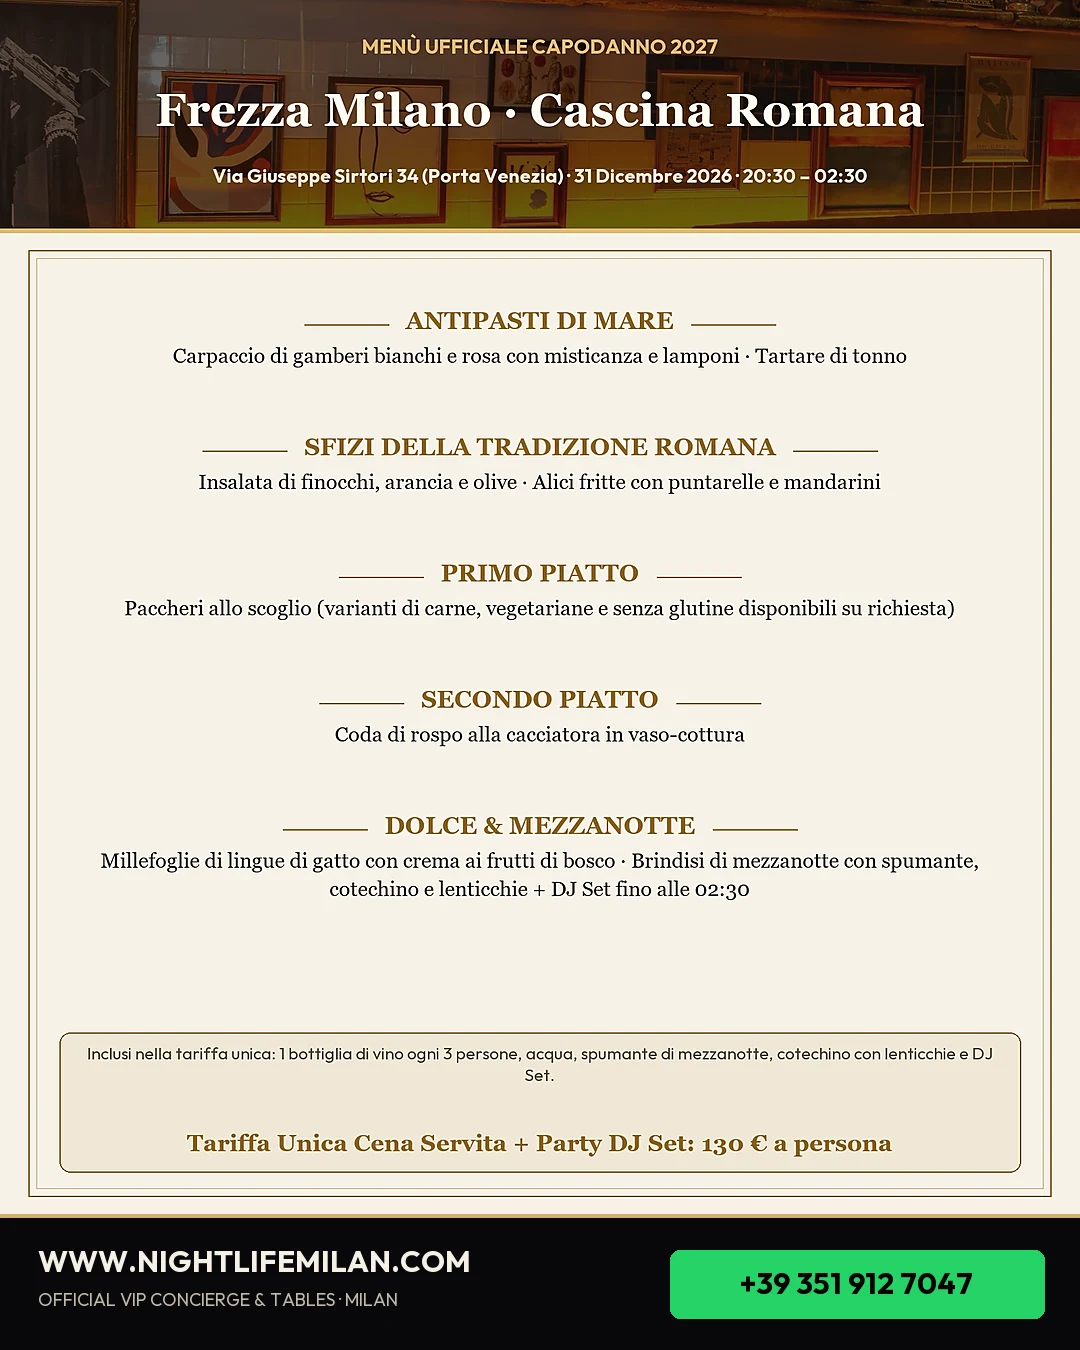 MENÙ UFFICIALE CAPODANNO 2027
Frezza Milano · Cascina Romana
Via Giuseppe Sirtori 34 (Porta Venezia) · 31 Dicembre 2026 · 20:30 – 02:30
ANTIPASTI DI MARE
Carpaccio di gamberi bianchi e rosa con misticanza e lamponi · Tartare di tonno
SFIZI DELLA TRADIZIONE ROMANA
Insalata di finocchi, arancia e olive · Alici fritte con puntarelle e mandarini
PRIMO PIATTO
Paccheri allo scoglio (varianti di carne, vegetariane e senza glutine disponibili su richiesta)
SECONDO PIATTO
Coda di rospo alla cacciatora in vaso-cottura
DOLCE & MEZZANOTTE
Millefoglie di lingue di gatto con crema ai frutti di bosco · Brindisi di mezzanotte con spumante,
cotechino e lenticchie + DJ Set fino alle 02:30
Inclusi nella tariffa unica: 1 bottiglia di vino ogni 3 persone, acqua, spumante di mezzanotte, cotechino con lenticchie e DJ
Set.
Tariffa Unica Cena Servita + Party DJ Set: 130 € a persona
WWW.NIGHTLIFEMILAN.COM
+39 351 912 7047
OFFICIAL VIP CONCIERGE & TABLES · MILAN